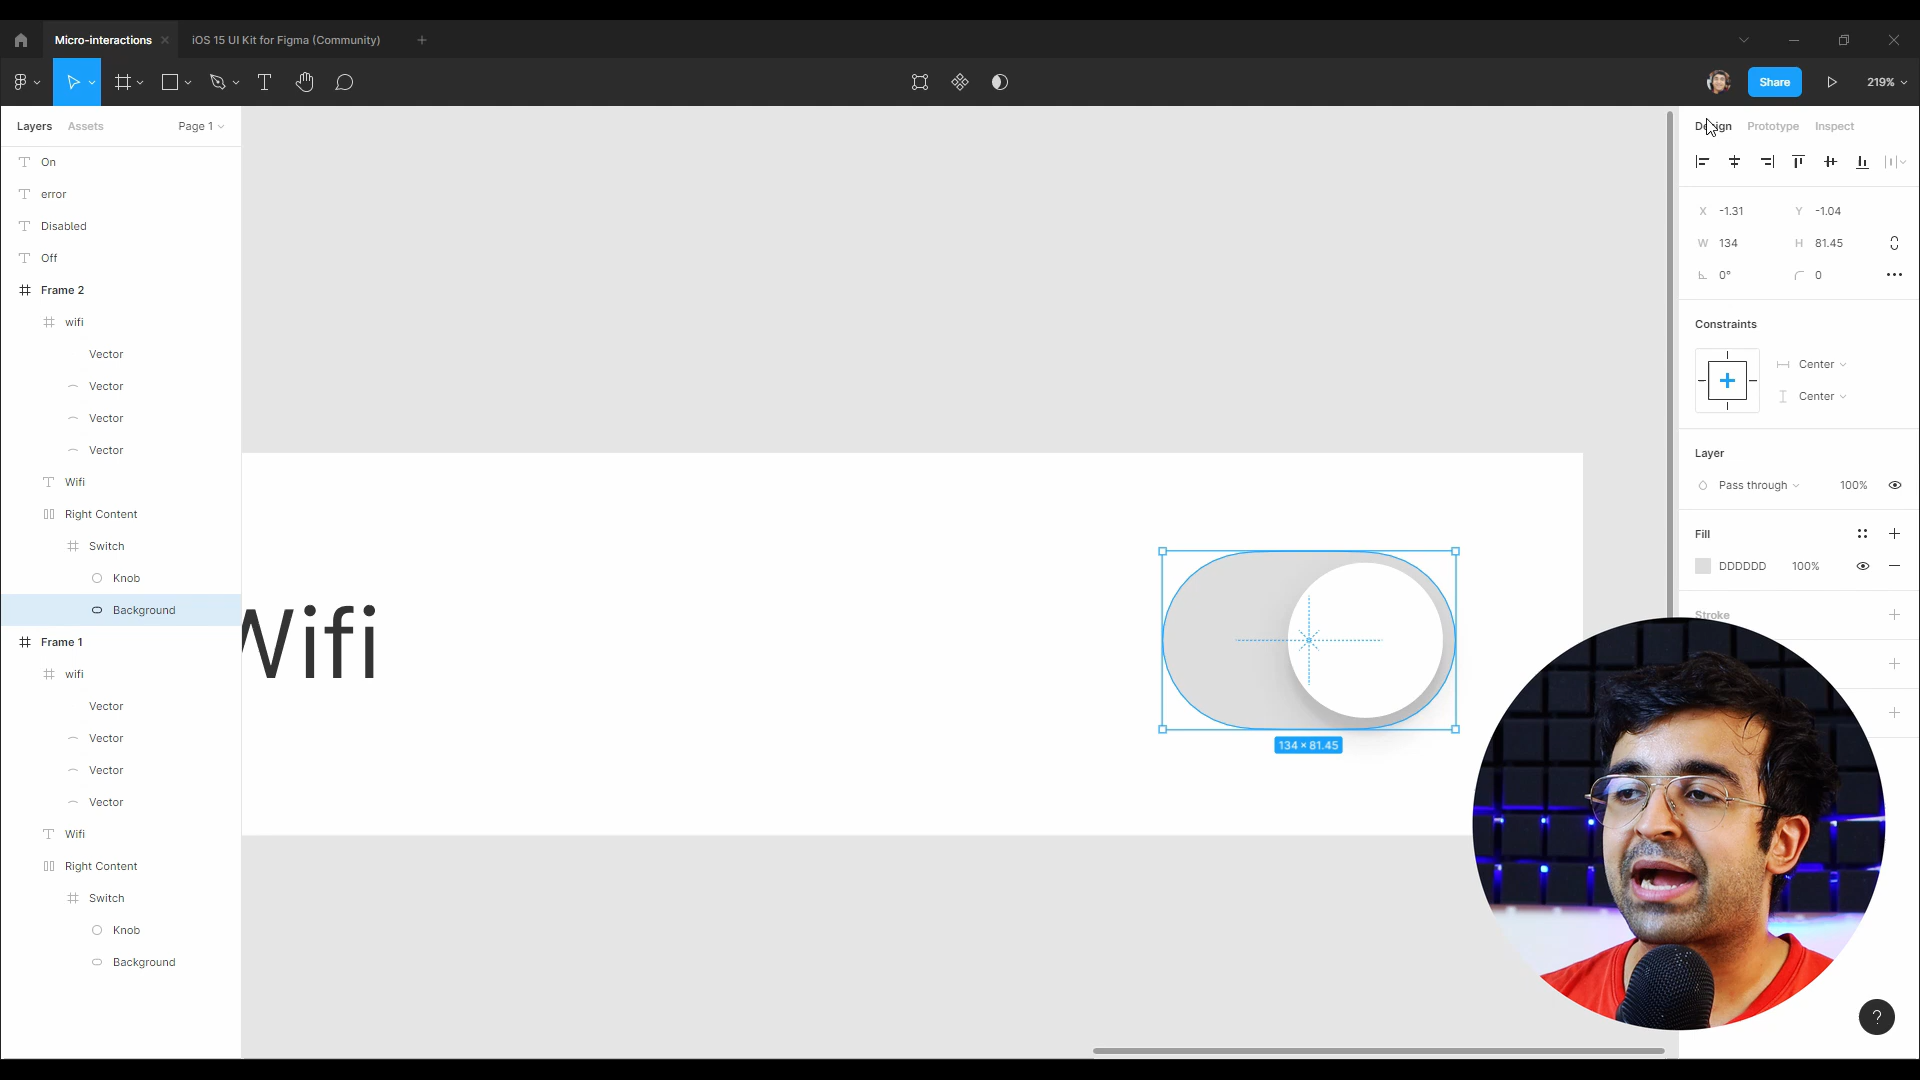 Micro-interactions
iOS 15 UI Kit for Figma (Community)
Share
219%
Layers
Assets
Page 1
On
error
Disabled
Off
Frame 2
wifi
Vector
Vector
Vector
Vector
Wifi
Right Content
Switch
Knob
Background
Frame 1
wifi
Vector
Vector
Vector
Vector
Wifi
Right Content
Switch
Knob
Background
Wifi
134 × 81.45
Design
Prototype
Inspect
X -1.31 Y -1.04
W 134 H 81.45
0° 0
Constraints
Center
Center
Layer
Pass through 100%
Fill
DDDDDD 100%
Stroke
?